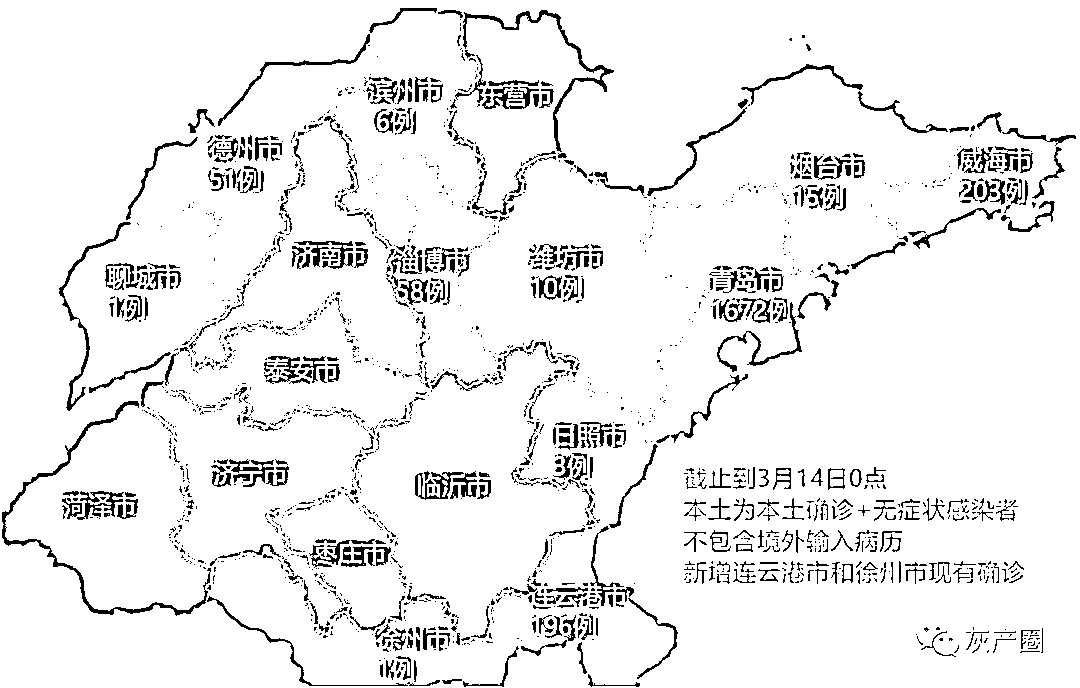 滨州市
6例
东营市
德州市
51例
烟台市
15例
威海市
203例
济南市
淄博市
58例
潍坊市
10例
聊城市
1例
青岛市
1672例
泰安市
日照市
3例
济宁市
临沂市
菏泽市
枣庄市
连云港市
196例
徐州市
1例
截止到3月14日0点
本土为本土确诊+无症状感染者
不包含境外输入病历
新增连云港市和徐州市现有确诊
灰产圈